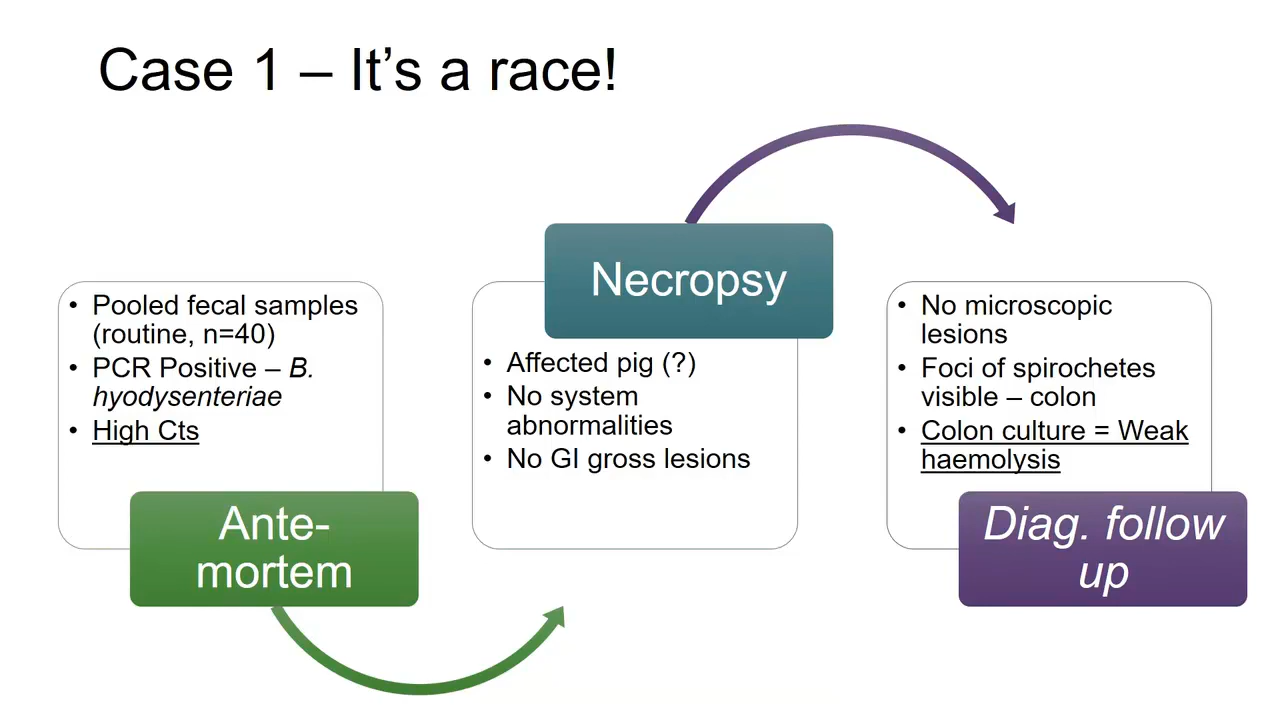 Case 1 – It’s a race!
• Pooled fecal samples
(routine, n=40)
• PCR Positive – B.
hyodysenteriae
• High Cts
Ante-
mortem
Necropsy
• Affected pig (?)
• No system
abnormalities
• No GI gross lesions
• No microscopic
lesions
• Foci of spirochetes
visible – colon
• Colon culture = Weak
haemolysis
Diag. follow
up